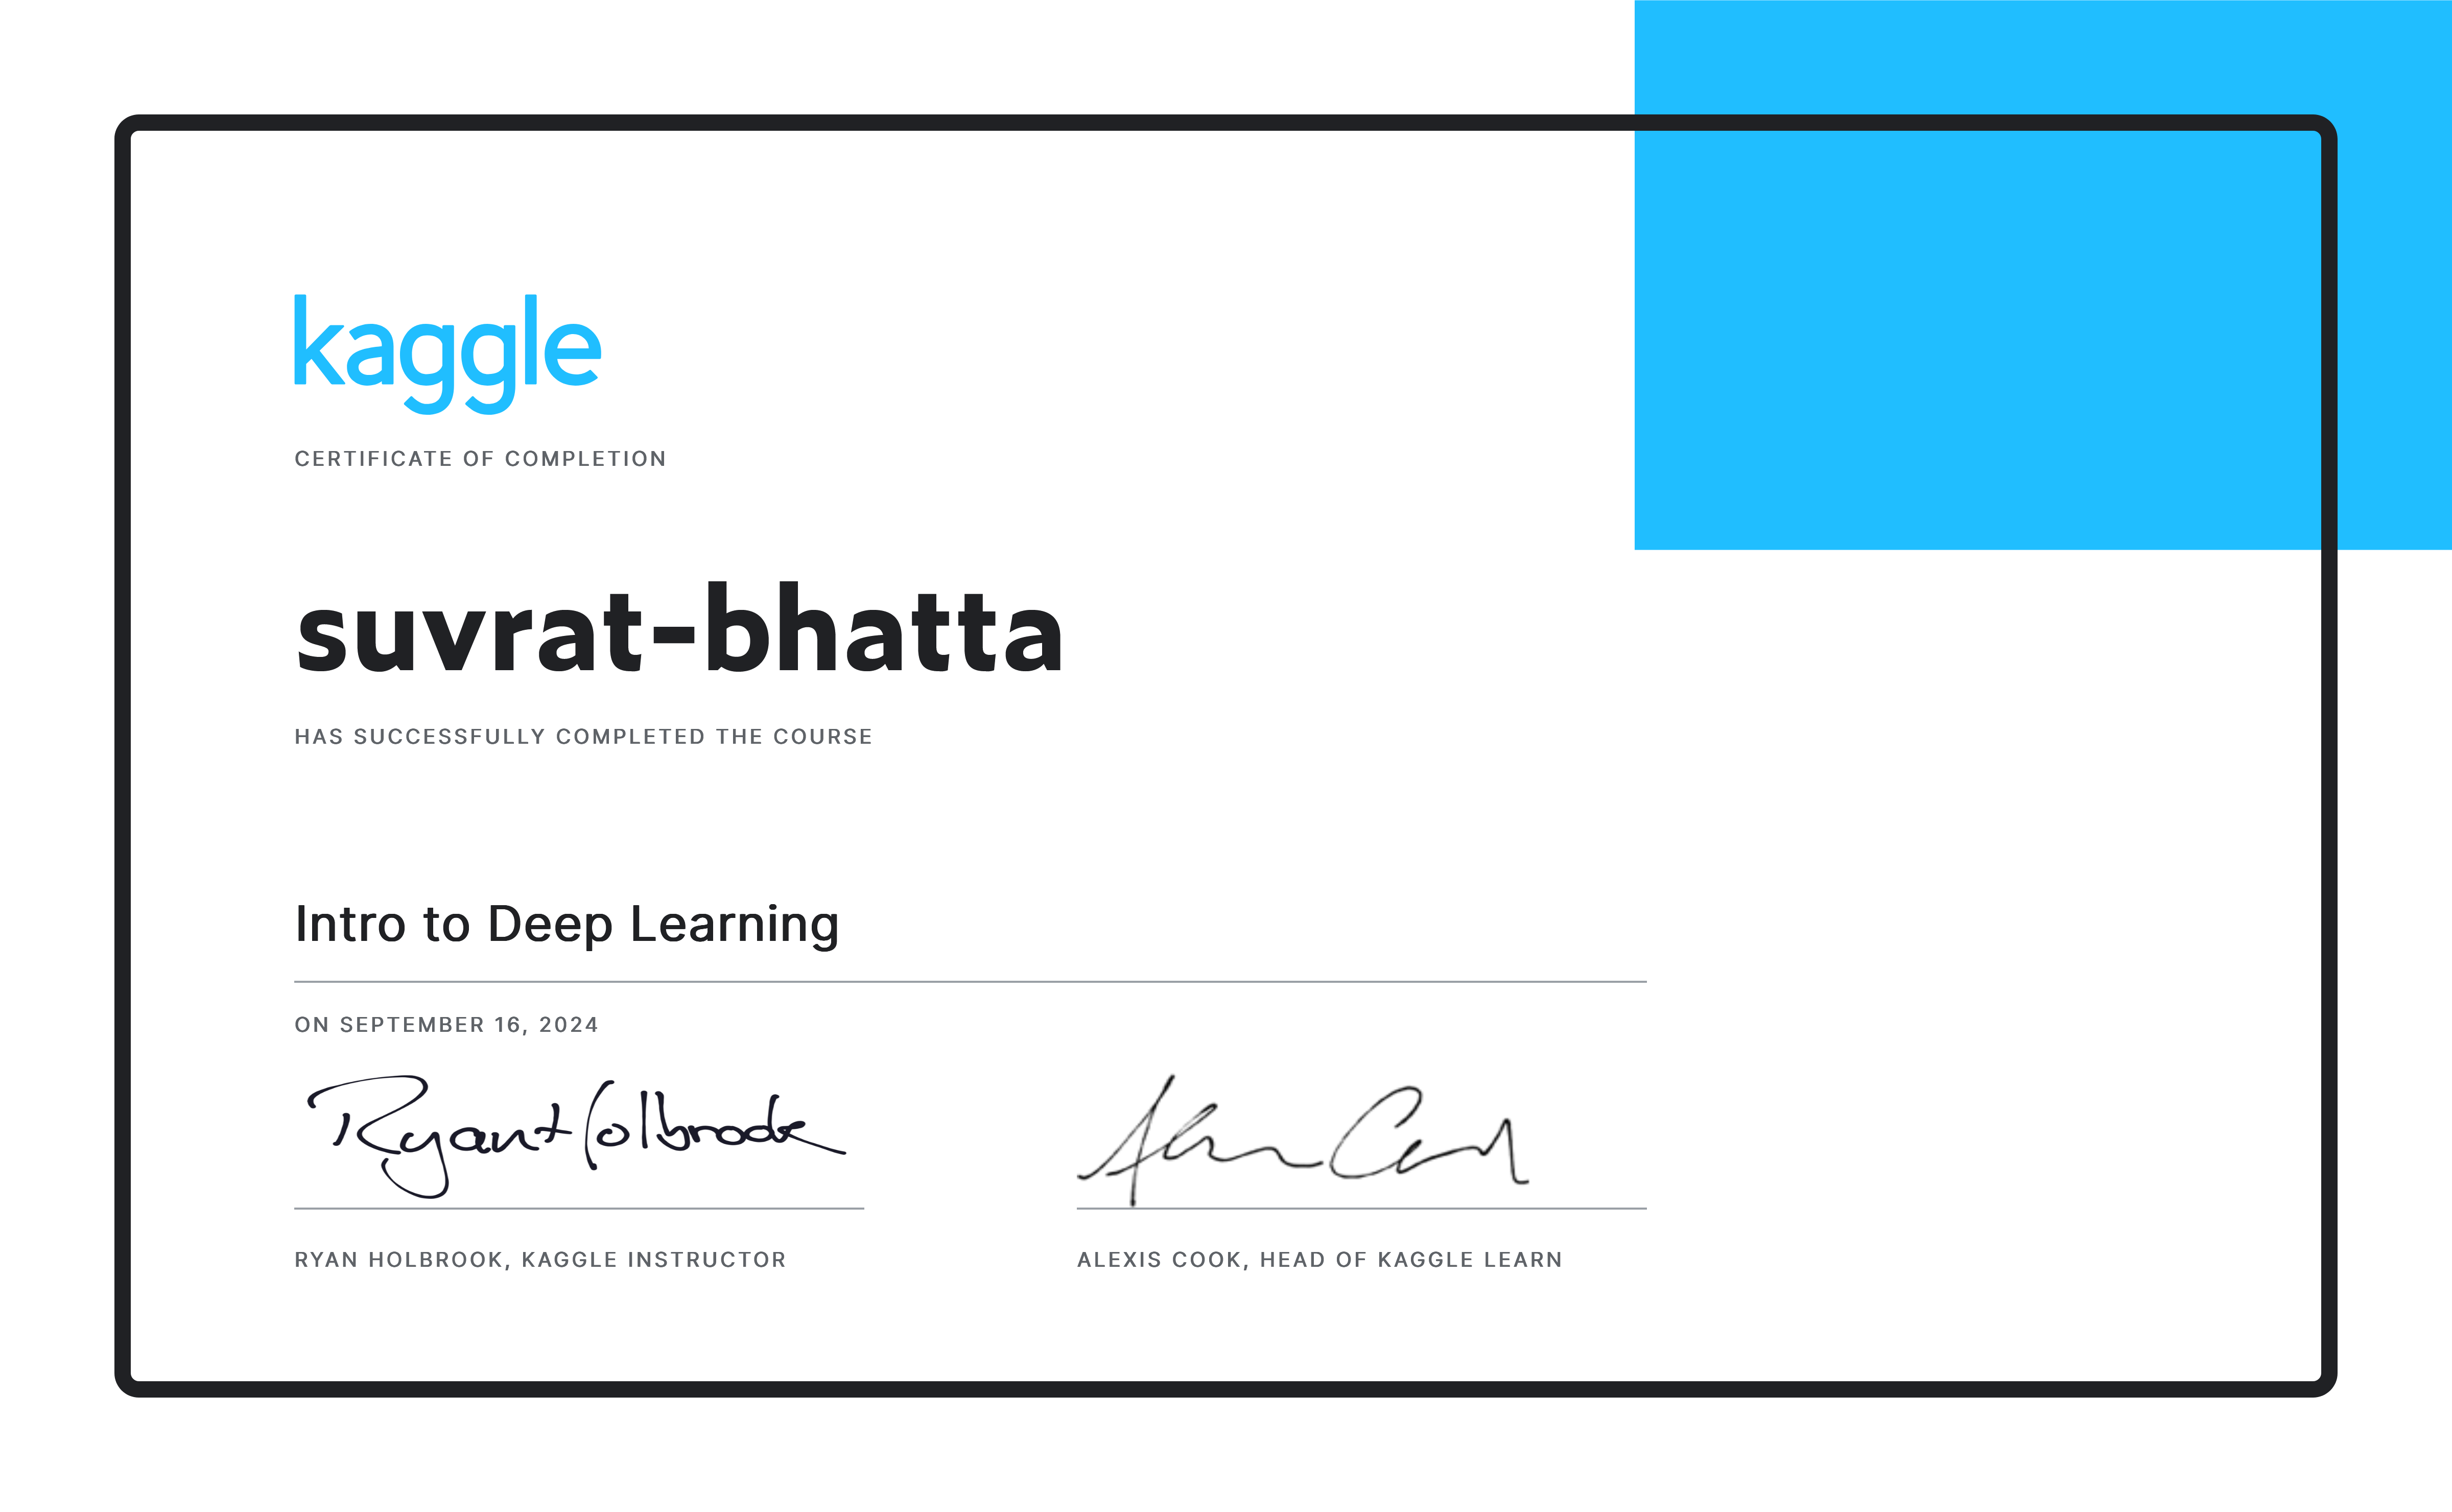 kaggle
CERTIFICATE OF COMPLETION
suvrat-bhatta
HAS SUCCESSFULLY COMPLETED THE COURSE
Intro to Deep Learning
ON SEPTEMBER 16, 2024
Ryan Holbrook
Alexis Cook
RYAN HOLBROOK, KAGGLE INSTRUCTOR
ALEXIS COOK, HEAD OF KAGGLE LEARN